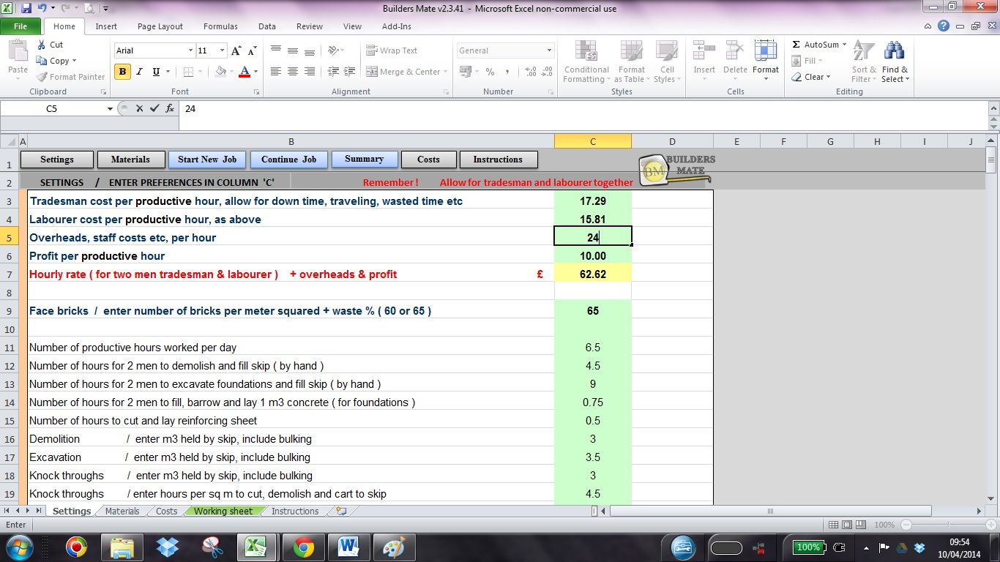 Builders Mate v2.3.41 - Microsoft Excel non-commercial use
File Home Insert Page Layout Formulas Data Review View Add-Ins
Cut Arial 11 Wrap Text General AutoSum
Paste Copy Conditional Formatting Format as Table Cell Styles Insert Delete Format Fill Sort & Filter Find & Select
Format Painter B I U Merge & Center % , Clear
Clipboard Font Alignment Number Styles Cells Editing
C5 fx 24
A B C D E F G H I J
1 Settings Materials Start New Job Continue Job Summary Costs Instructions BM BUILDERS MATE
2 SETTINGS / ENTER PREFERENCES IN COLUMN 'C' Remember ! Allow for tradesman and labourer together
3 Tradesman cost per productive hour, allow for down time, traveling, wasted time etc 17.29
4 Labourer cost per productive hour, as above 15.81
5 Overheads, staff costs etc, per hour 24
6 Profit per productive hour 10.00
7 Hourly rate ( for two men tradesman & labourer ) + overheads & profit £ 62.62
8
9 Face bricks / enter number of bricks per meter squared + waste % ( 60 or 65 ) 65
10
11 Number of productive hours worked per day 6.5
12 Number of hours for 2 men to demolish and fill skip ( by hand ) 4.5
13 Number of hours for 2 men to excavate foundations and fill skip ( by hand ) 9
14 Number of hours for 2 men to fill, barrow and lay 1 m3 concrete ( for foundations ) 0.75
15 Number of hours to cut and lay reinforcing sheet 0.5
16 Demolition / enter m3 held by skip, include bulking 3
17 Excavation / enter m3 held by skip, include bulking 3.5
18 Knock throughs / enter m3 held by skip, include bulking 3
19 Knock throughs / enter hours per sq m to cut, demolish and cart to skip 4.5
Settings Materials Costs Working sheet Instructions
Enter 100%
100% 09:54
10/04/2014